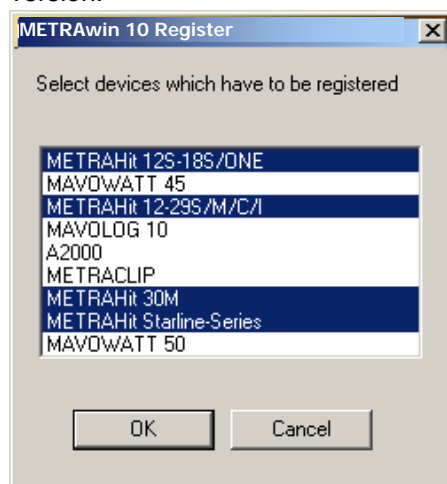 version.
METRAwin 10 Register
Select devices which have to be registered
METRAHit 12S-18S/ONE
MAVOWATT 45
METRAHit 12-29S/M/C/I
MAVOLOG 10
A2000
METRACLIP
METRAHit 30M
METRAHit Starline-Series
MAVOWATT 50
OK Cancel